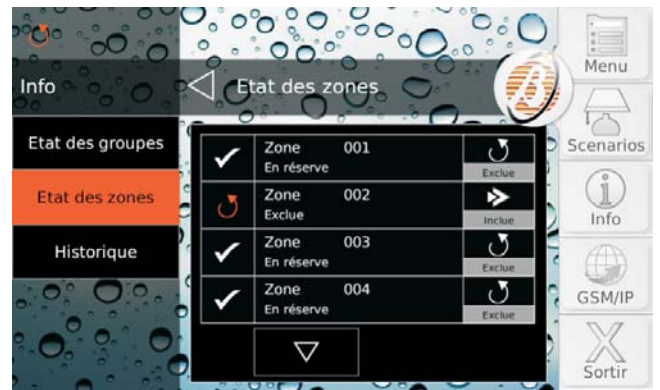 Info
Etat des zones
Menu
Scenarios
Info
GSM/IP
Sortir
Etat des groupes
Etat des zones
Historique
Zone 001
En réserve
Exclue
Zone 002
Exclue
Inclue
Zone 003
En réserve
Exclue
Zone 004
En réserve
Exclue